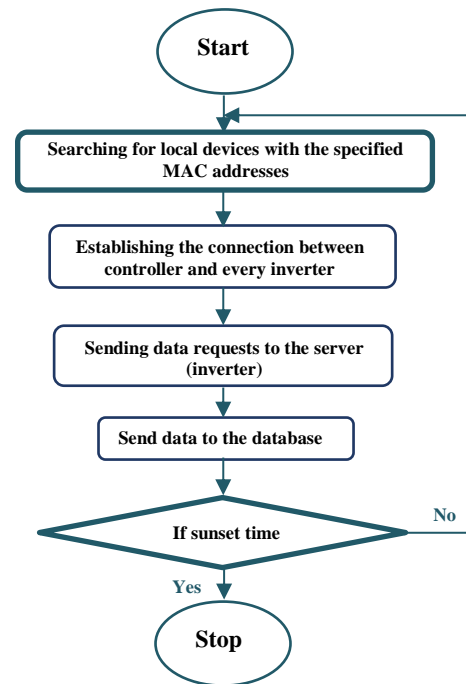 Start
Searching for local devices with the specified
MAC addresses
Establishing the connection between
controller and every inverter
Sending data requests to the server
(inverter)
Send data to the database
If sunset time
No
Yes
Stop